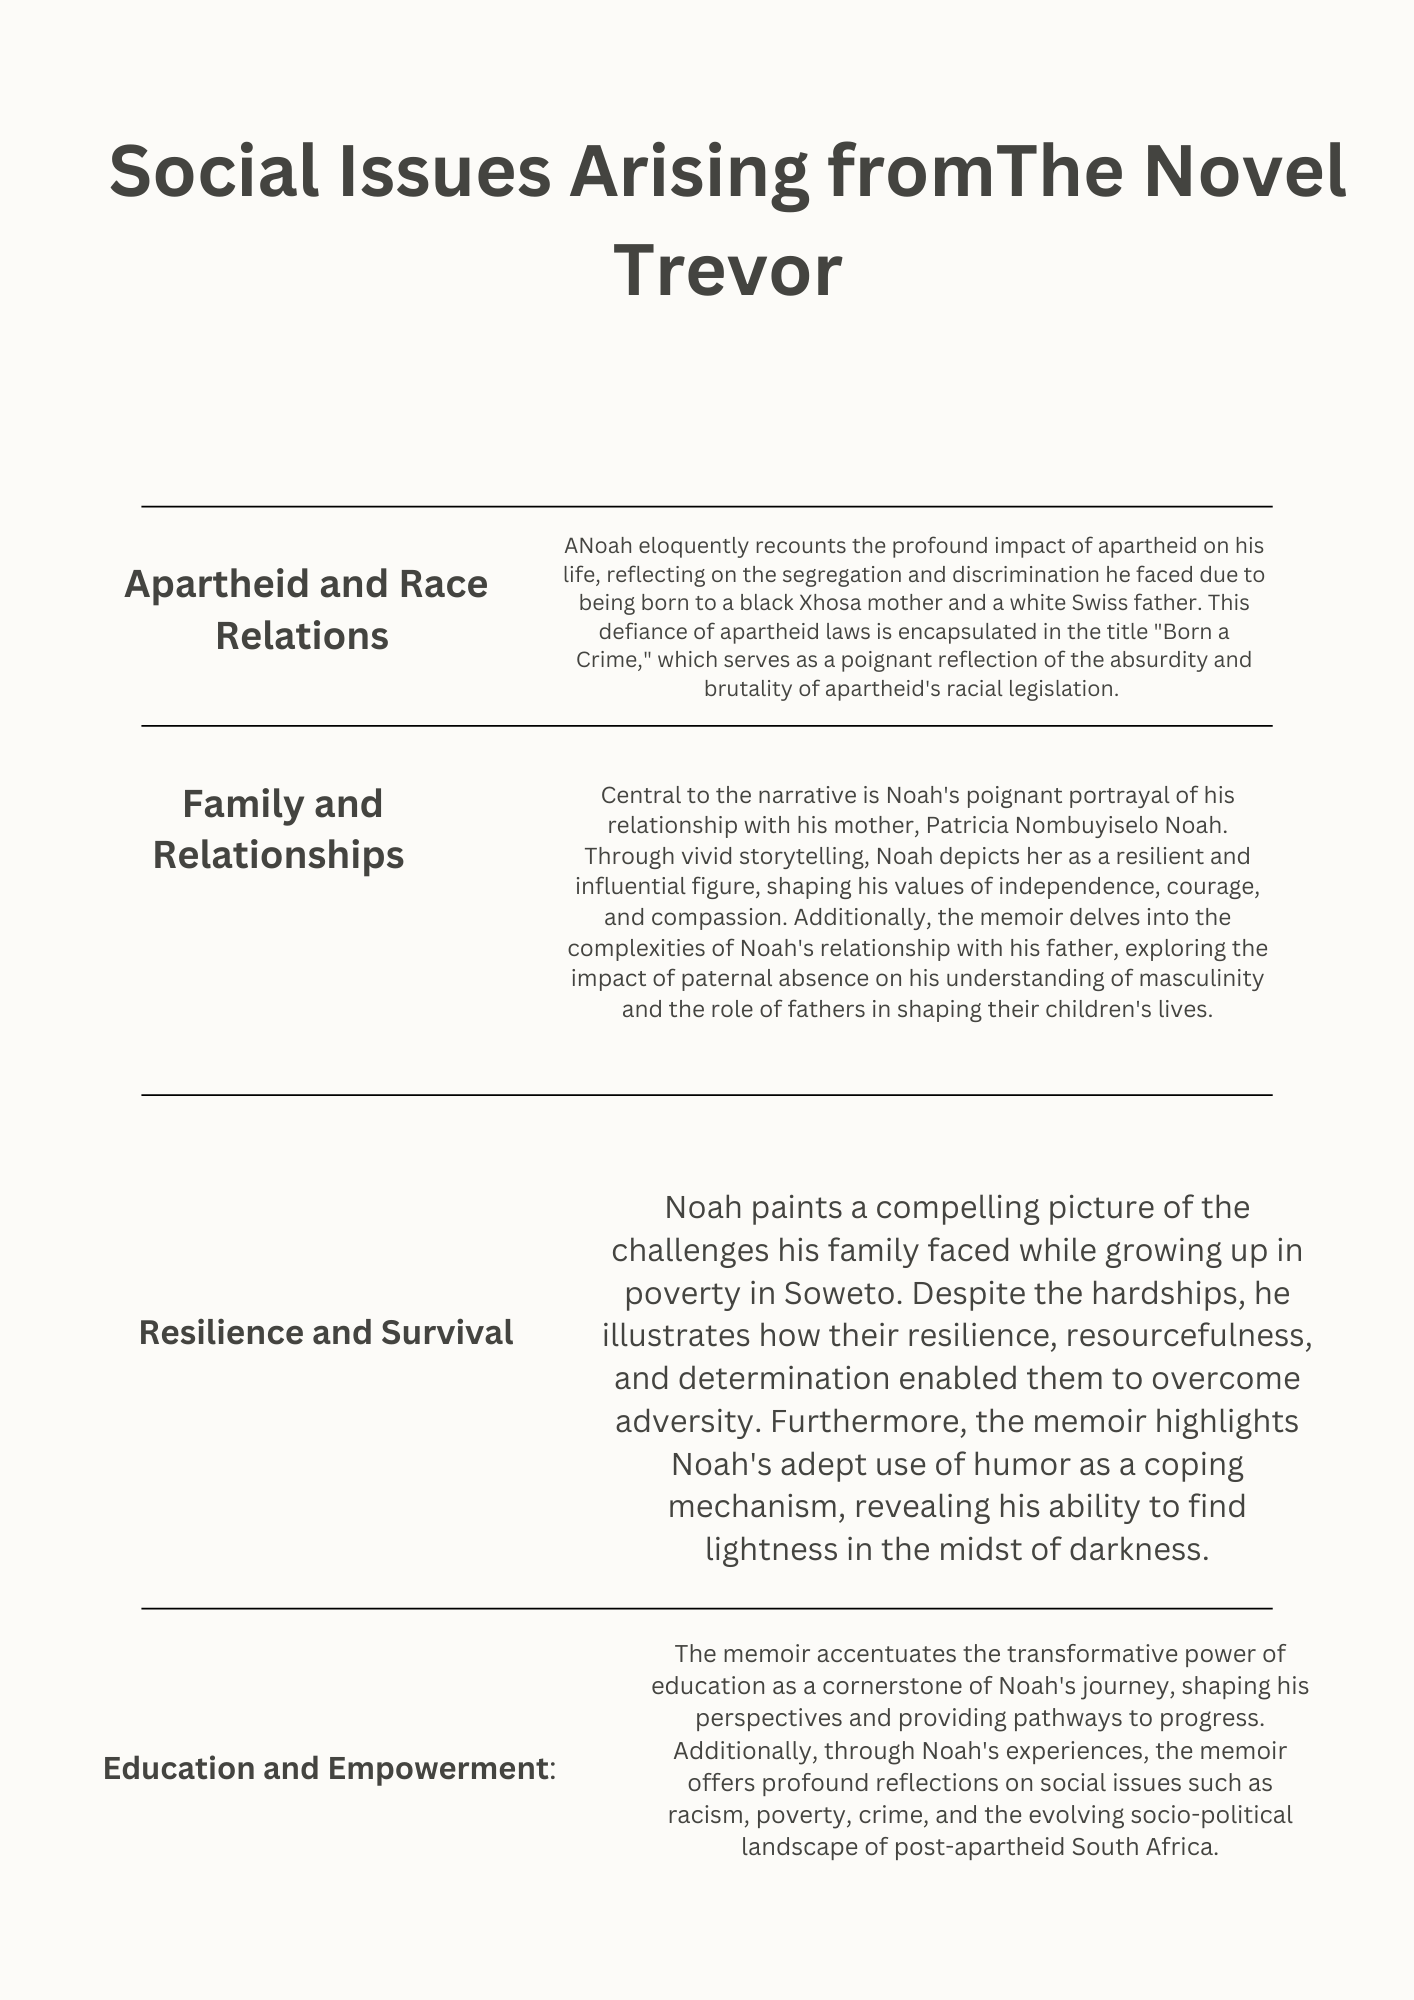 Social Issues Arising fromThe Novel
Trevor
Apartheid and Race
Relations
ANoah eloquently recounts the profound impact of apartheid on his
life, reflecting on the segregation and discrimination he faced due to
being born to a black Xhosa mother and a white Swiss father. This
defiance of apartheid laws is encapsulated in the title "Born a
Crime," which serves as a poignant reflection of the absurdity and
brutality of apartheid's racial legislation.
Family and
Relationships
Central to the narrative is Noah's poignant portrayal of his
relationship with his mother, Patricia Nombuyiselo Noah.
Through vivid storytelling, Noah depicts her as a resilient and
influential figure, shaping his values of independence, courage,
and compassion. Additionally, the memoir delves into the
complexities of Noah's relationship with his father, exploring the
impact of paternal absence on his understanding of masculinity
and the role of fathers in shaping their children's lives.
Resilience and Survival
Noah paints a compelling picture of the
challenges his family faced while growing up in
poverty in Soweto. Despite the hardships, he
illustrates how their resilience, resourcefulness,
and determination enabled them to overcome
adversity. Furthermore, the memoir highlights
Noah's adept use of humor as a coping
mechanism, revealing his ability to find
lightness in the midst of darkness.
Education and Empowerment:
The memoir accentuates the transformative power of
education as a cornerstone of Noah's journey, shaping his
perspectives and providing pathways to progress.
Additionally, through Noah's experiences, the memoir
offers profound reflections on social issues such as
racism, poverty, crime, and the evolving socio-political
landscape of post-apartheid South Africa.